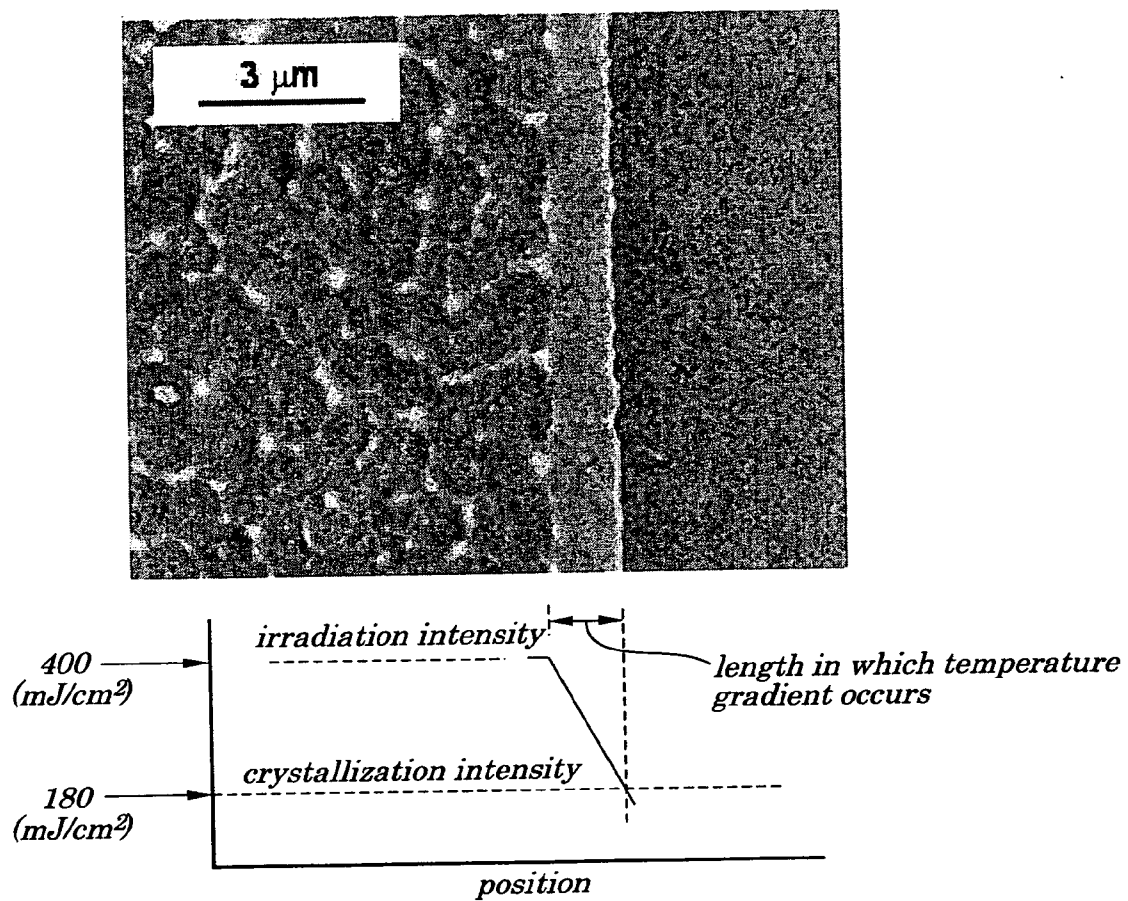 3 μm
irradiation intensity
400
(mJ/cm²)
length in which temperature
gradient occurs
crystallization intensity
180
(mJ/cm²)
position